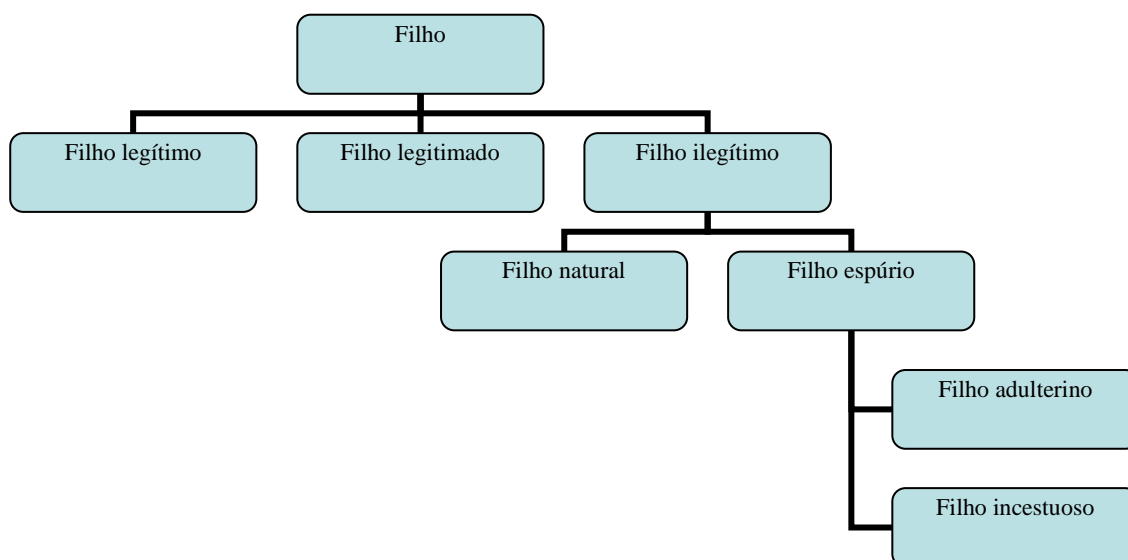 Filho
Filho legítimo
Filho legitimado
Filho ilegítimo
Filho natural
Filho espúrio
Filho adulterino
Filho incestuoso